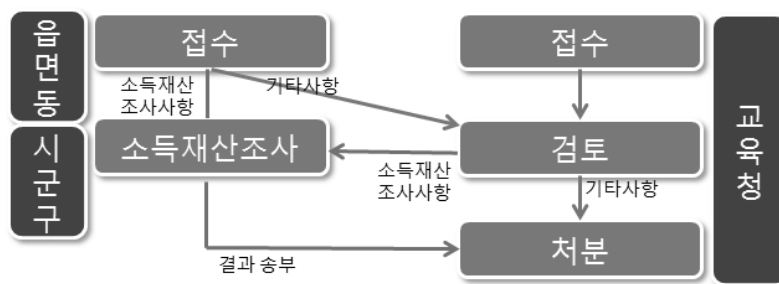 읍면동
접수
접수
소득재산
조사사항
기타사항
교육청
시군구
소득재산조사
검토
소득재산
조사사항
기타사항
처분
결과 송부